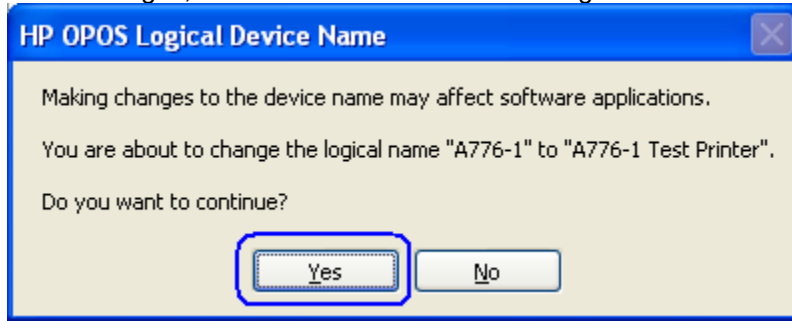 HP OPOS Logical Device Name
Making changes to the device name may affect software applications.
You are about to change the logical name "A776-1" to "A776-1 Test Printer".
Do you want to continue?
Yes No